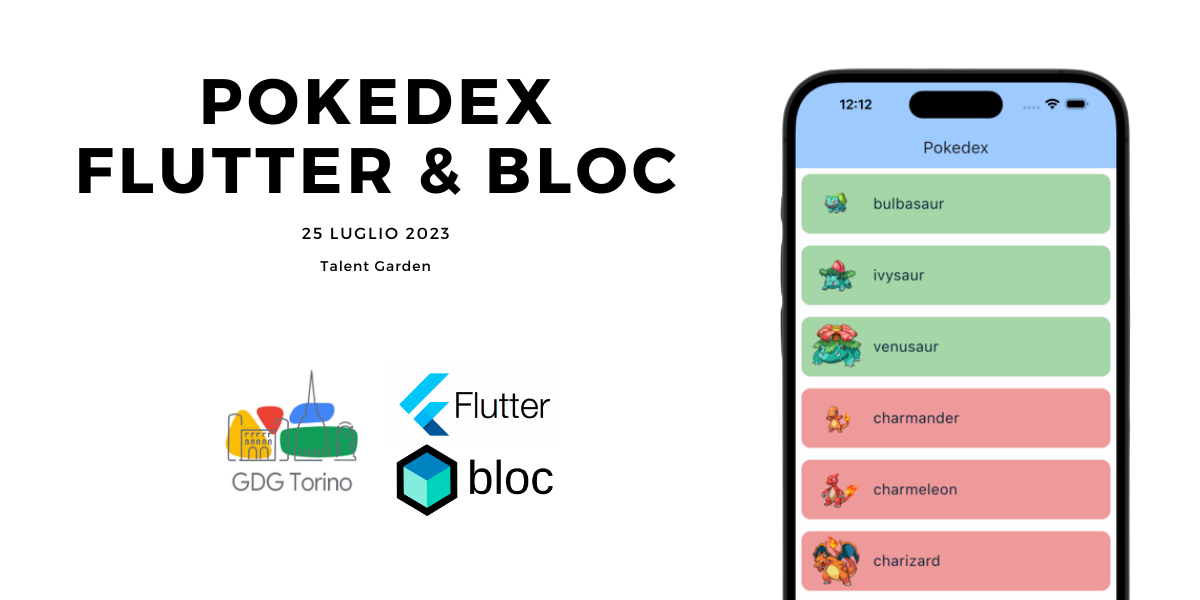 POKEDEX
FLUTTER & BLOC
25 LUGLIO 2023
Talent Garden
GDG Torino
Flutter
bloc
12:12
Pokedex
bulbasaur
ivysaur
venusaur
charmander
charmeleon
charizard